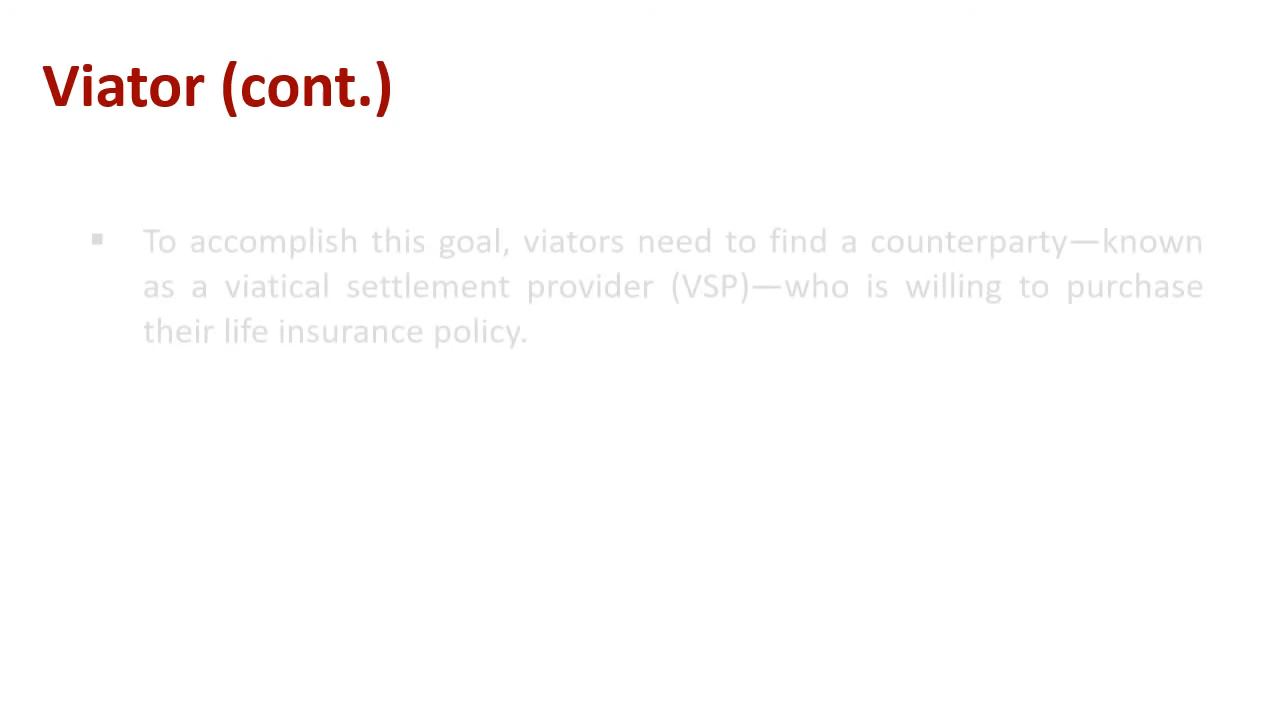 Viator (cont.)
▪ To accomplish this goal, viators need to find a counterparty—known
as a viatical settlement provider (VSP)—who is willing to purchase
their life insurance policy.